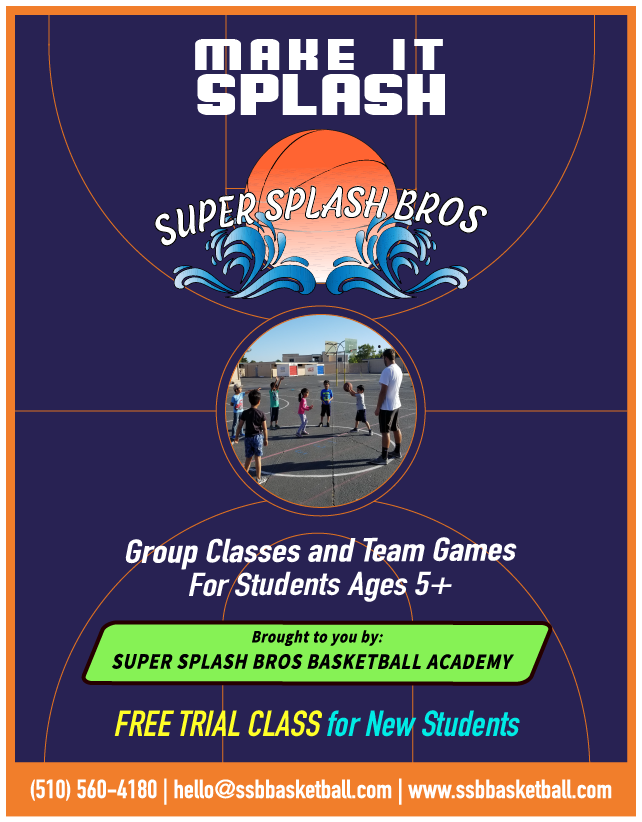 MAKE IT
SPLASH
SUPER SPLASH BROS
Group Classes and Team Games
For Students Ages 5+
Brought to you by:
SUPER SPLASH BROS BASKETBALL ACADEMY
FREE TRIAL CLASS for New Students
(510) 560-4180 | hello@ssbbasketball.com | www.ssbbasketball.com